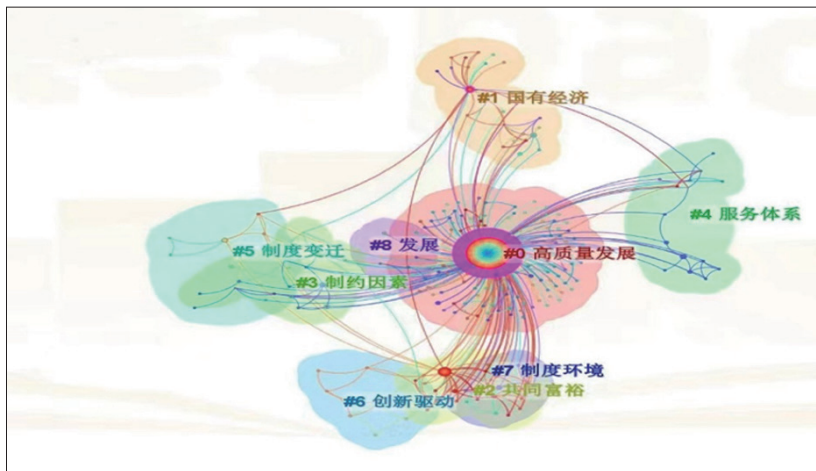 #1 国有经济
#4 服务体系
#5 制度变迁
#8 发展
#0 高质量发展
#3 制约因素
#7 制度环境
#2 共同富裕
#6 创新驱动